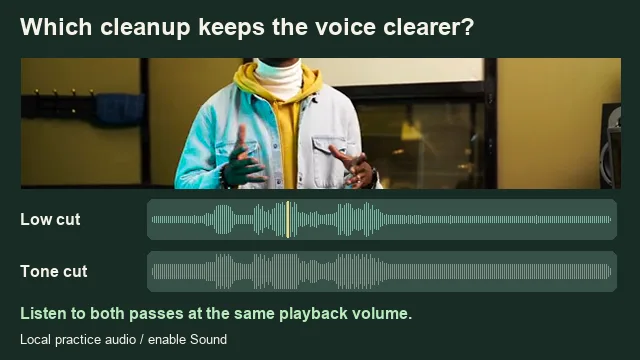 Which cleanup keeps the voice clearer?
Low cut
Tone cut
Listen to both passes at the same playback volume.
Local practice audio / enable Sound